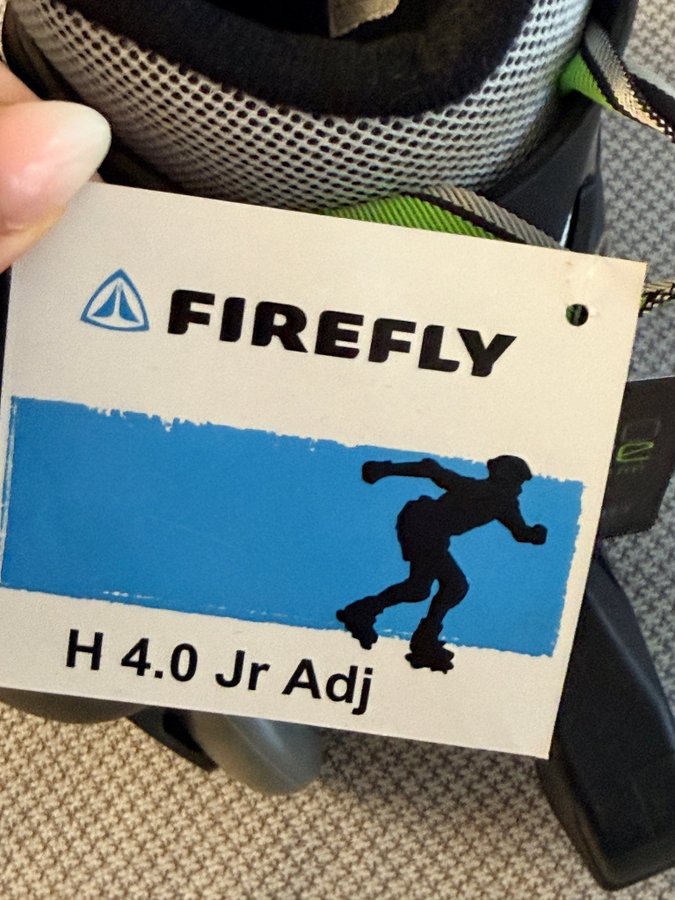 FIREFLY
H 4.0 Jr Adj